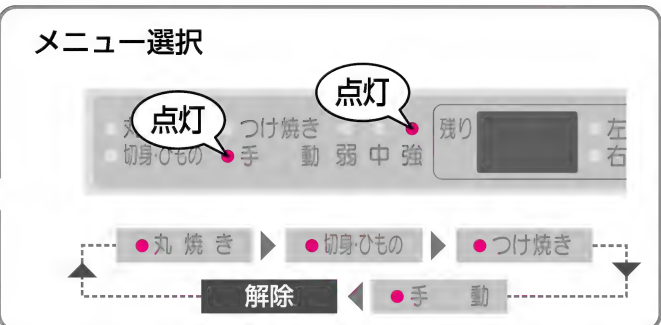 メニュー選択
点灯
点灯
つけ焼き
残り
左
切身·ひもの
手 動 弱 中 強
右
丸 焼 き
切身·ひもの
つけ焼き
解除
手 動